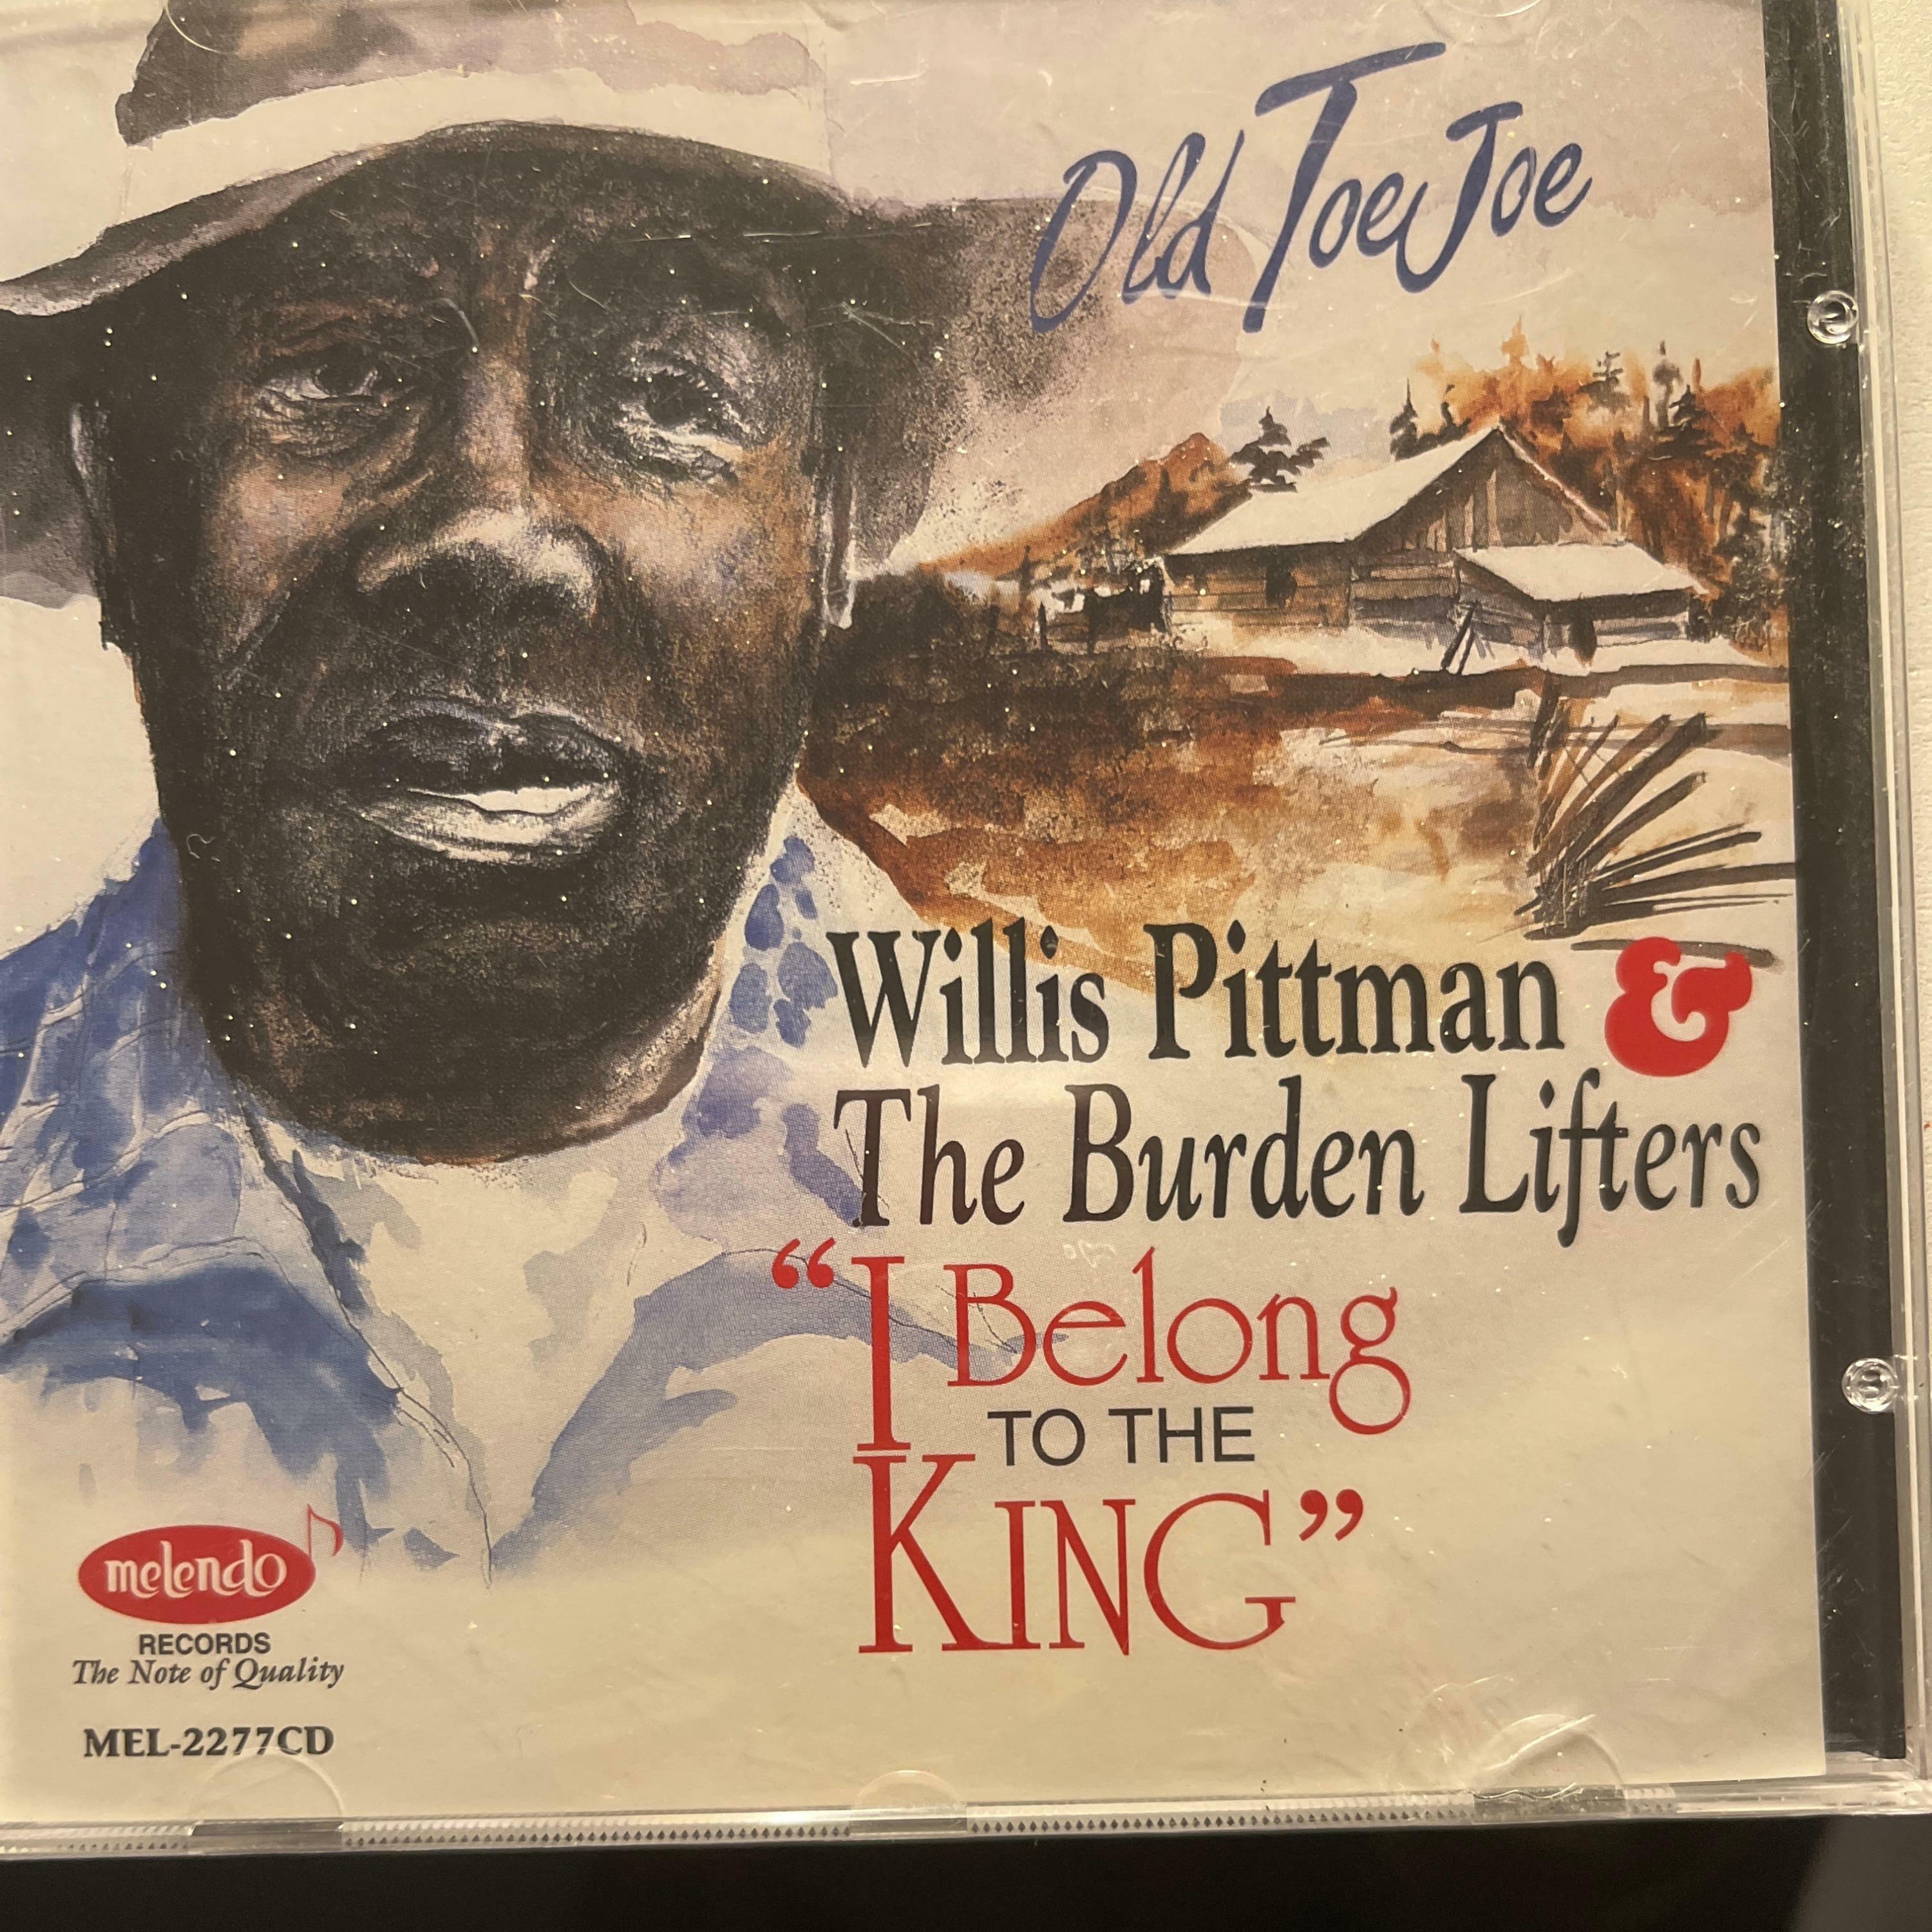 Old Toe Joe
Willis Pittman &
The Burden Lifters
“I Belong
TO THE
KING”
melendo
RECORDS
The Note of Quality
MEL-2277CD